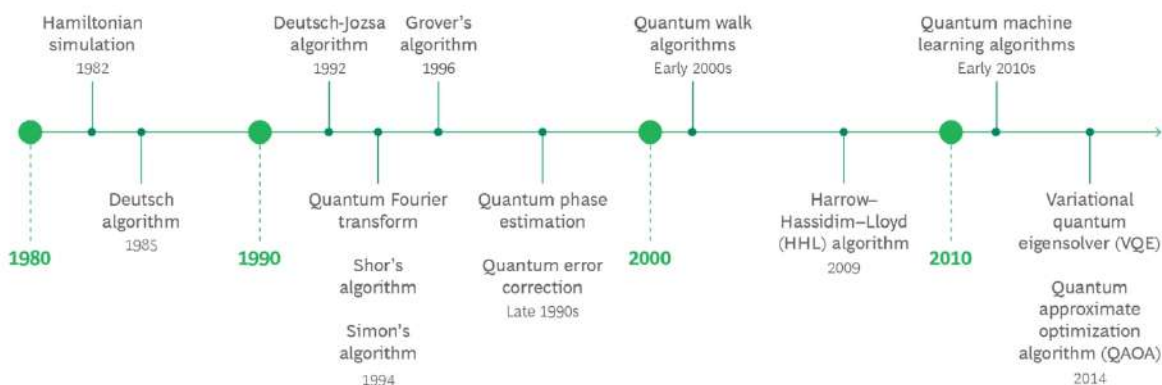 Hamiltonian
simulation
1982
Deutsch-Jozsa
algorithm
1992
Grover's
algorithm
1996
Quantum walk
algorithms
Early 2000s
Quantum machine
learning algorithms
Early 2010s
Deutsch
algorithm
1985
Quantum Fourier
transform
Shor's
algorithm
Simon's
algorithm
1994
Quantum phase
estimation
Quantum error
correction
Late 1990s
Harrow–
Hassidim–Lloyd
(HHL) algorithm
2009
Variational
quantum
eigensolver (VQE)
Quantum
approximate
optimization
algorithm (QAOA)
2014
1980
1990
2000
2010